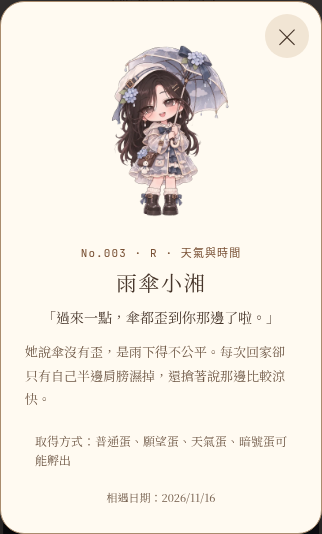 No.003 · R · 天氣與時間
雨傘小湘
「過來一點，傘都歪到你那邊了啦。」
她說傘沒有歪，是雨下得不公平。每次回家卻
只有自己半邊肩膀濕掉，還搶著說那邊比較涼
快。
取得方式：普通蛋、願望蛋、天氣蛋、暗號蛋可
能孵出
相遇日期：2026/11/16